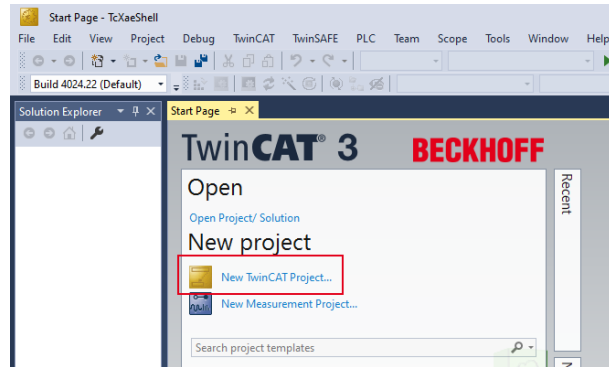 Start Page - TcXaeShell
File Edit View Project Debug TwinCAT TwinSAFE PLC Team Scope Tools Window Help
Build 4024.22 (Default)
Solution Explorer Start Page
TwinCAT® 3 BECKHOFF
Open
Recent
Open Project/ Solution
New project
New TwinCAT Project...
New Measurement Project...
Search project templates